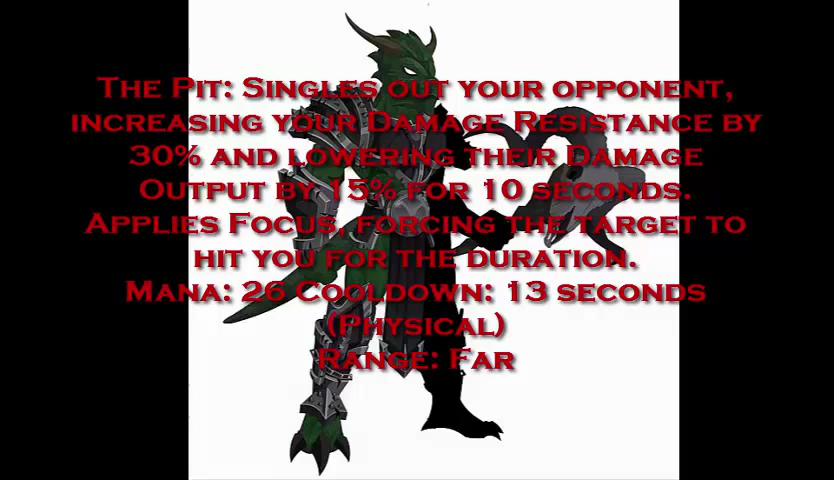 The Pit: Singles out your opponent,
increasing your Damage Resistance by
30% and lowering their Damage
Output by 15% for 10 seconds.
Applies Focus, forcing the target to
hit you for the duration.
Mana: 26 Cooldown: 13 seconds
(Physical)
Range: Far